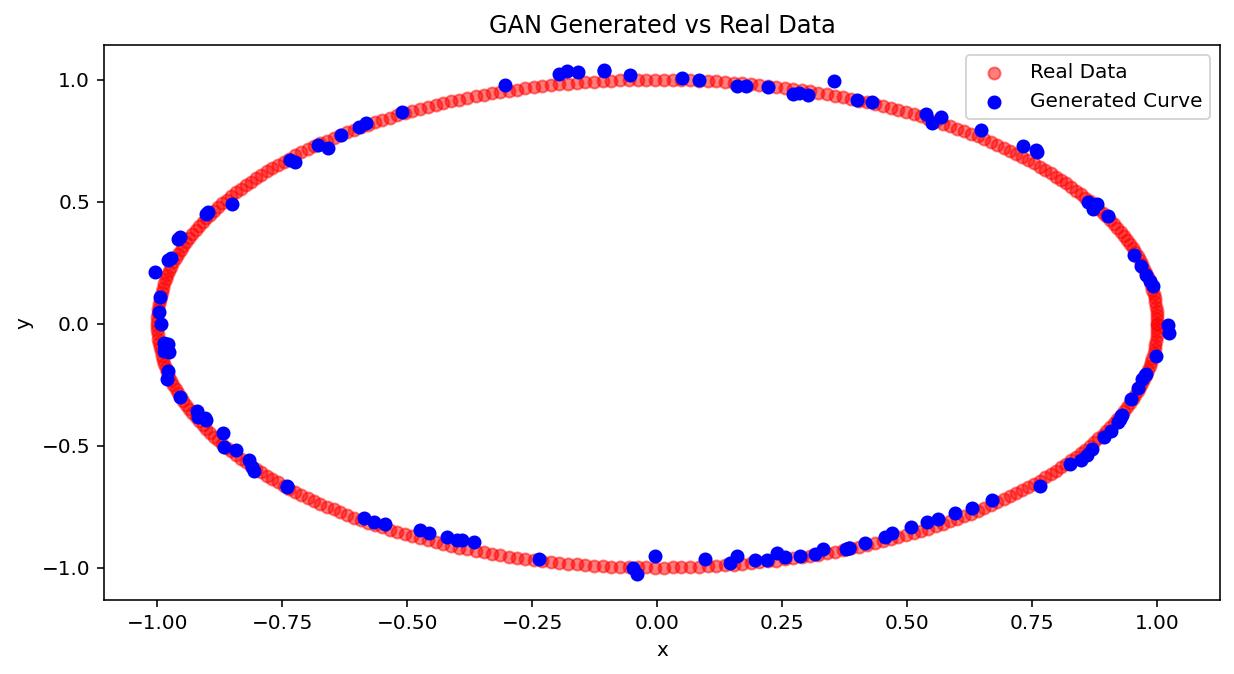 GAN Generated vs Real Data
Real Data
Generated Curve
1.0
0.5
0.0
−0.5
−1.0
y
−1.00 −0.75 −0.50 −0.25 0.00 0.25 0.50 0.75 1.00
x